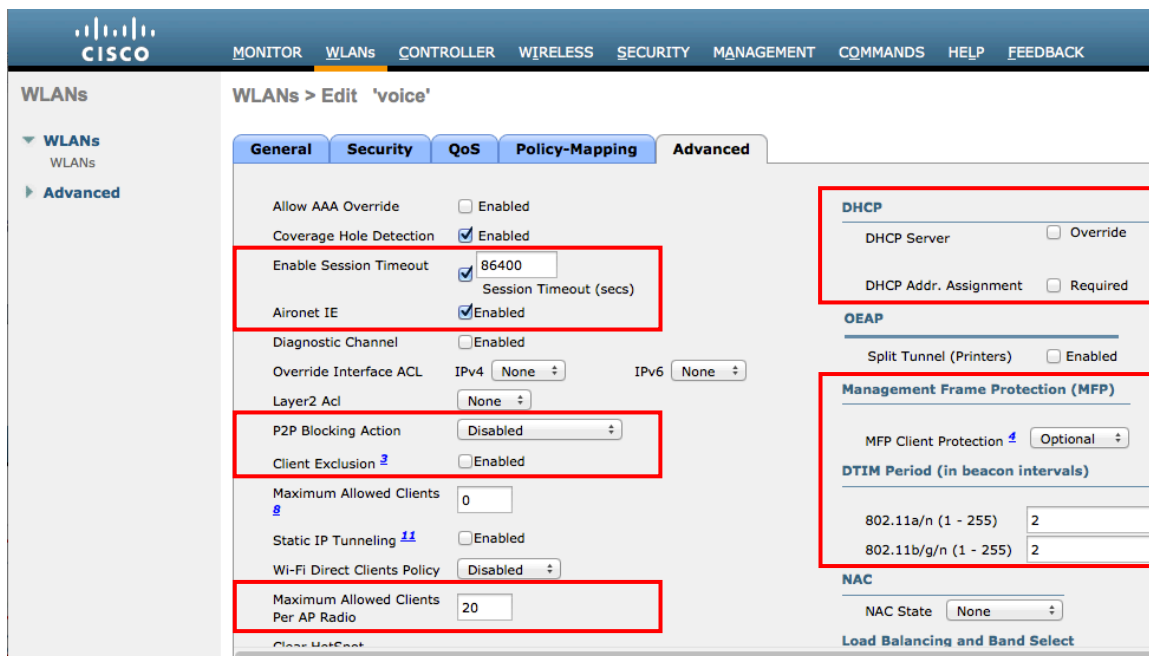 CISCO
MONITOR WLANs CONTROLLER WIRELESS SECURITY MANAGEMENT COMMANDS HELP FEEDBACK
WLANs
WLANs
WLANs
Advanced
WLANs > Edit 'voice'
General Security QoS Policy-Mapping Advanced
Allow AAA Override Enabled
Coverage Hole Detection Enabled
Enable Session Timeout 86400
Session Timeout (secs)
Aironet IE Enabled
Diagnostic Channel Enabled
Override Interface ACL IPv4 None IPv6 None
Layer2 Acl None
P2P Blocking Action Disabled
Client Exclusion 3 Enabled
Maximum Allowed Clients
8 0
Static IP Tunneling 11 Enabled
Wi-Fi Direct Clients Policy Disabled
Maximum Allowed Clients
Per AP Radio 20
Clear HotSpot
DHCP
DHCP Server Override
DHCP Addr. Assignment Required
OEAP
Split Tunnel (Printers) Enabled
Management Frame Protection (MFP)
MFP Client Protection 4 Optional
DTIM Period (in beacon intervals)
802.11a/n (1 - 255) 2
802.11b/g/n (1 - 255) 2
NAC
NAC State None
Load Balancing and Band Select